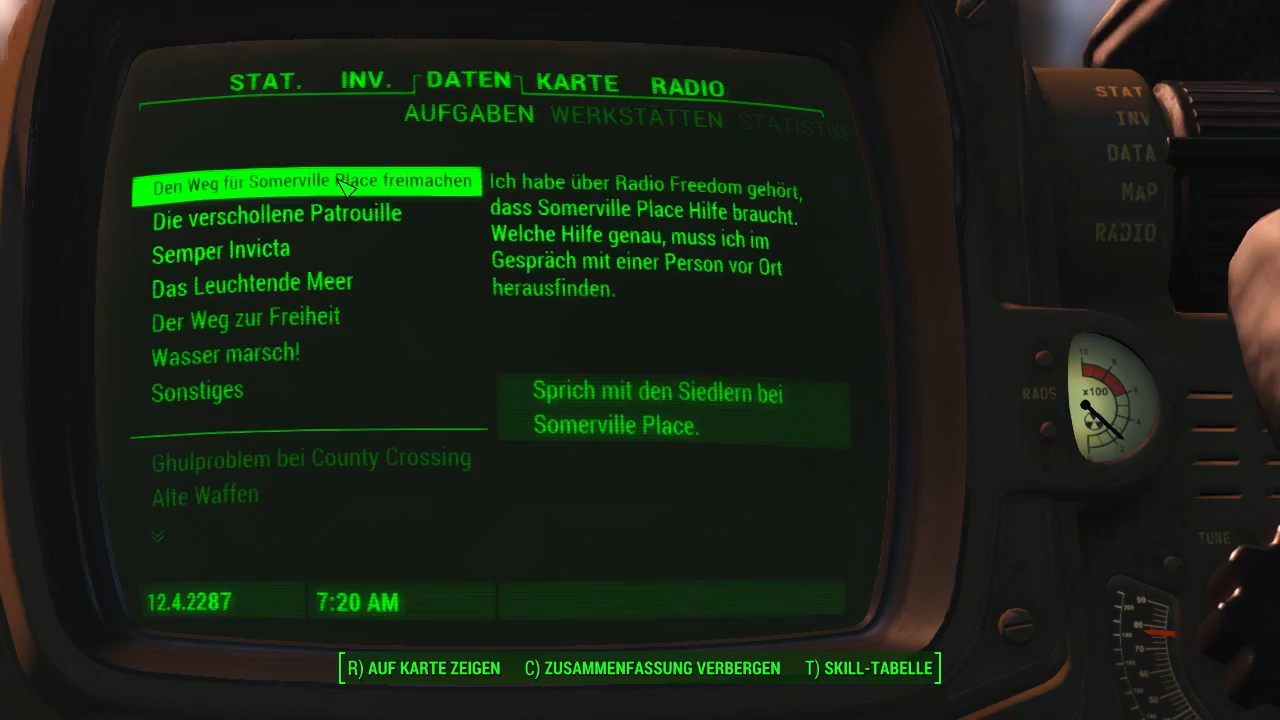 STAT. INV. DATEN KARTE RADIO
AUFGABEN WERKSTÄTTEN STATISTIKE
Den Weg für Somerville Place freimachen
Die verschollene Patrouille
Semper Invicta
Das Leuchtende Meer
Der Weg zur Freiheit
Wasser marsch!
Sonstiges
Ghulproblem bei County Crossing
Alte Waffen
Ich habe über Radio Freedom gehört,
dass Somerville Place Hilfe braucht.
Welche Hilfe genau, muss ich im
Gespräch mit einer Person vor Ort
herausfinden.
Sprich mit den Siedlern bei
Somerville Place.
12.4.2287 7:20 AM
R) AUF KARTE ZEIGEN C) ZUSAMMENFASSUNG VERBERGEN T) SKILL-TABELLE
STAT
INV
DATA
MAP
RADIO
RADS
x100
TUNE